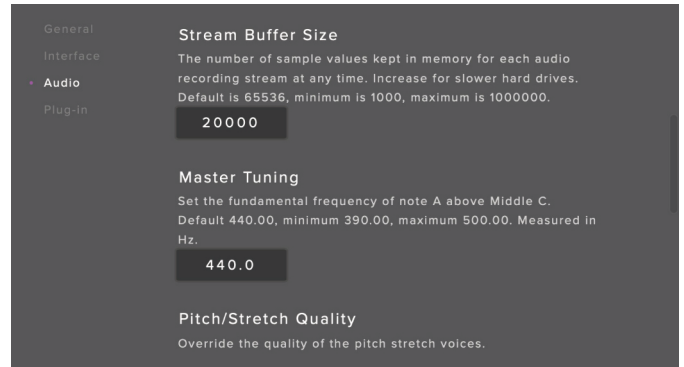 General
Interface
Audio
Plug-in
Stream Buffer Size
The number of sample values kept in memory for each audio
recording stream at any time. Increase for slower hard drives.
Default is 65536, minimum is 1000, maximum is 1000000.
20000
Master Tuning
Set the fundamental frequency of note A above Middle C.
Default 440.00, minimum 390.00, maximum 500.00. Measured in
Hz.
440.0
Pitch/Stretch Quality
Override the quality of the pitch stretch voices.